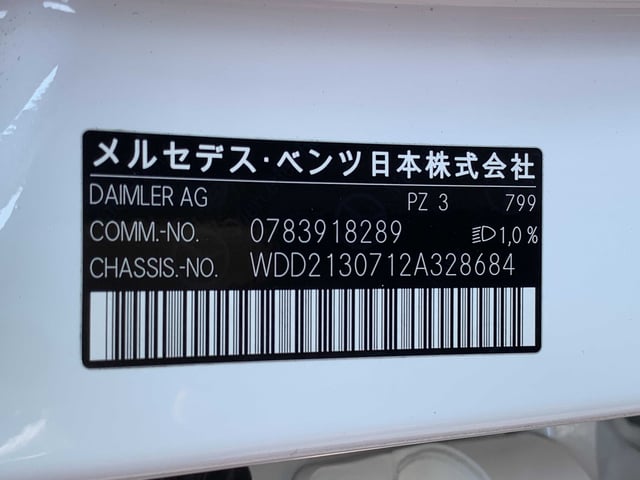 メルセデス・ベンツ日本株式会社
DAIMLER AG PZ 3 799
COMM.-NO. 0783918289 1,0 %
CHASSIS.-NO. WDD2130712A328684